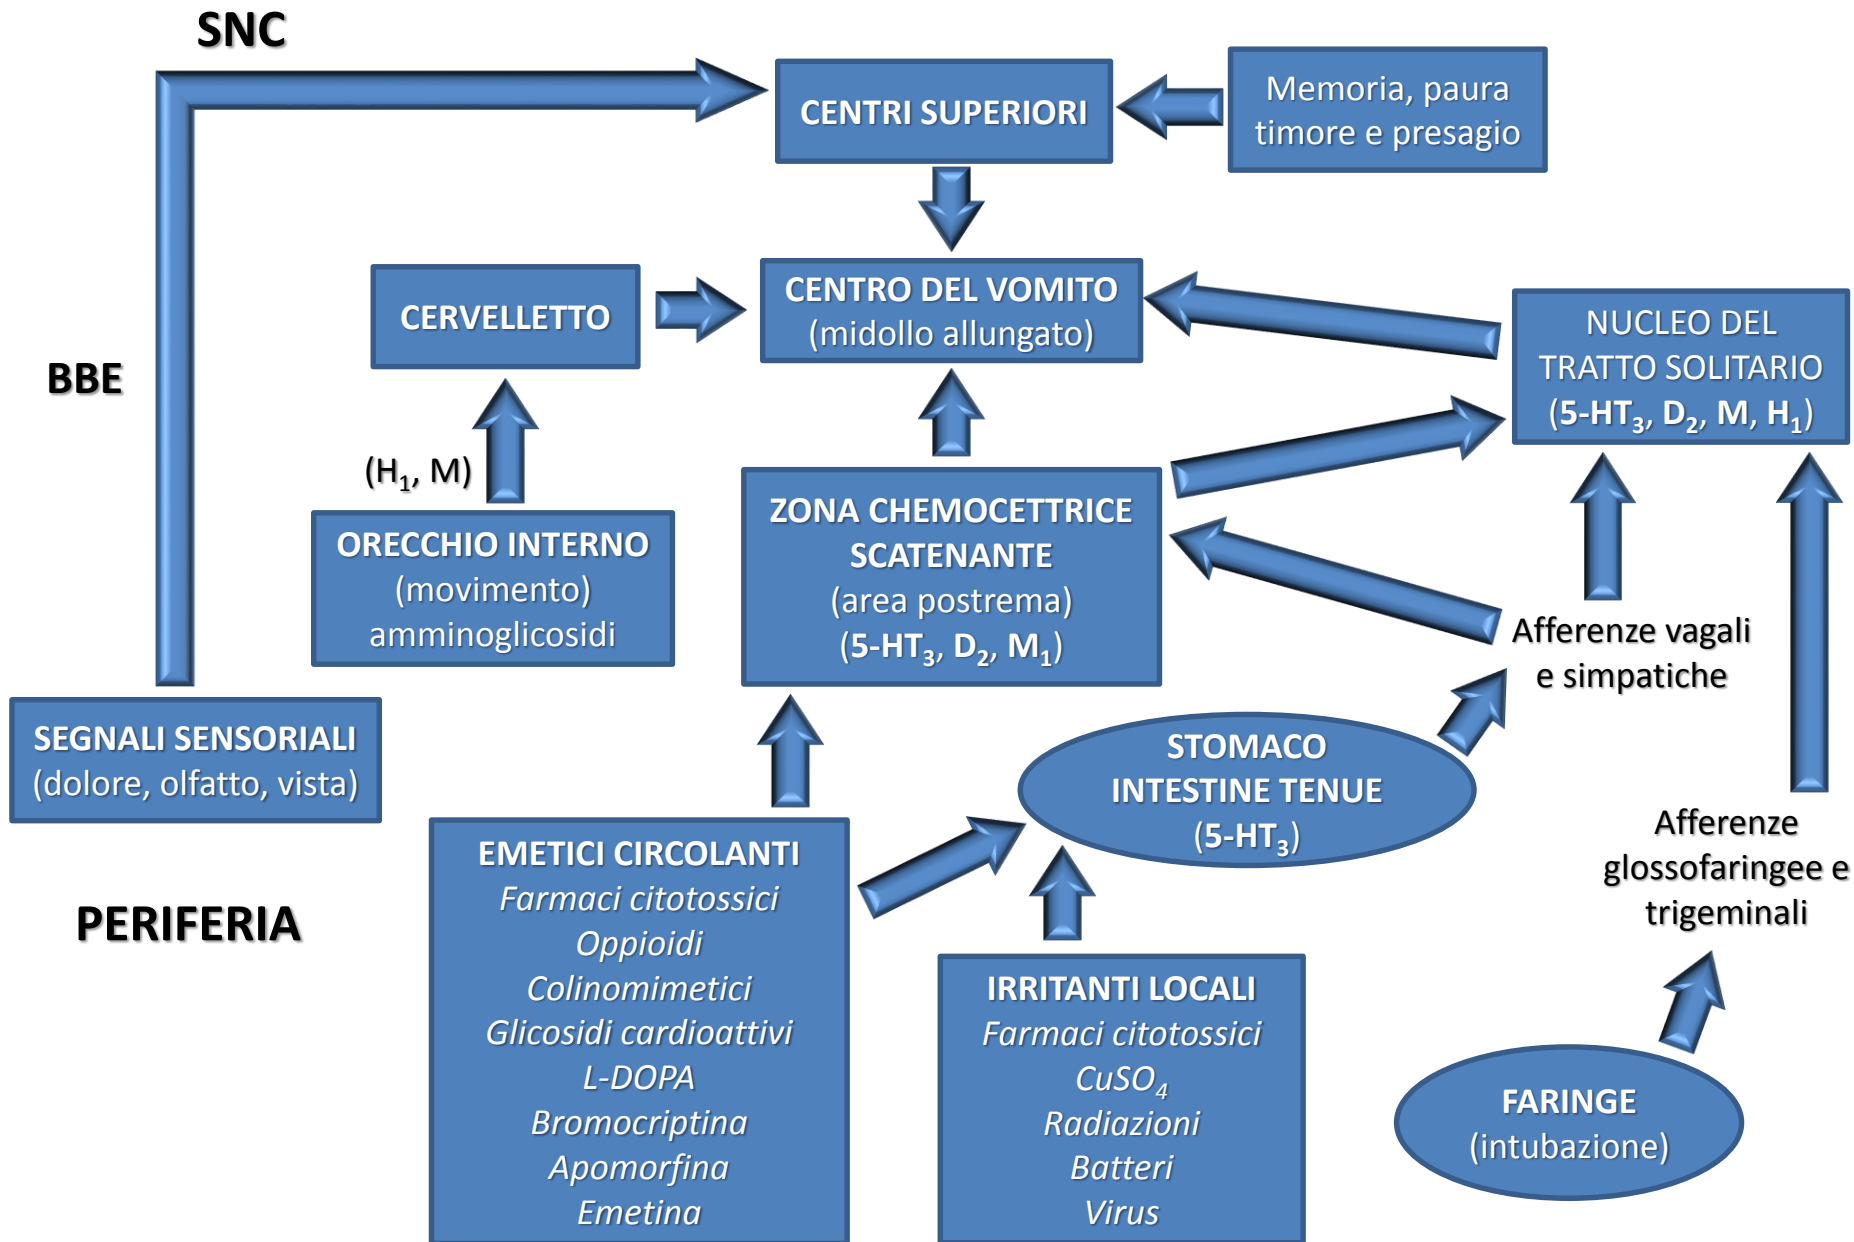 SNC
CENTRI SUPERIORI
Memoria, paura
timore e presagio
CERVELLETTO
CENTRO DEL VOMITO
(midollo allungato)
NUCLEO DEL
TRATTO SOLITARIO
(5-HT₃, D₂, M, H₁)
BBE
(H₁, M)
ORECCHIO INTERNO
(movimento)
amminoglicosidi
ZONA CHEMOCETTRICE
SCATENANTE
(area postrema)
(5-HT₃, D₂, M₁)
Afferenze vagali
e simpatiche
SEGNALI SENSORIALI
(dolore, olfatto, vista)
STOMACO
INTESTINE TENUE
(5-HT₃)
Afferenze
glossofaringee e
trigeminali
PERIFERIA
EMETICI CIRCOLANTI
Farmaci citotossici
Oppioidi
Colinomimetici
Glicosidi cardioattivi
L-DOPA
Bromocriptina
Apomorfina
Emetina
IRRITANTI LOCALI
Farmaci citotossici
CuSO₄
Radiazioni
Batteri
Virus
FARINGE
(intubazione)